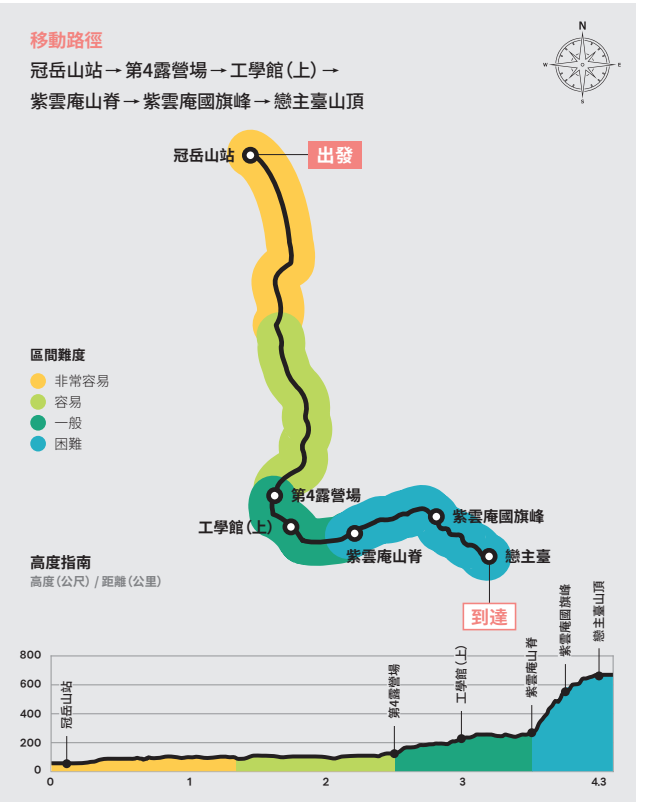 移動路徑
冠岳山站→第4露營場→工學館（上）→
紫雲庵山脊→紫雲庵國旗峰→戀主臺山頂
N
W
E
S
冠岳山站
出發
區間難度
非常容易
容易
一般
困難
第4露營場
工學館（上）
紫雲庵國旗峰
紫雲庵山脊
戀主臺
到達
高度指南
高度（公尺）/ 距離（公里）
冠岳山站
第4露營場
工學館（上）
紫雲庵山脊
紫雲庵國旗峰
戀主臺山頂
800
600
400
200
0
0
1
2
3
4.3